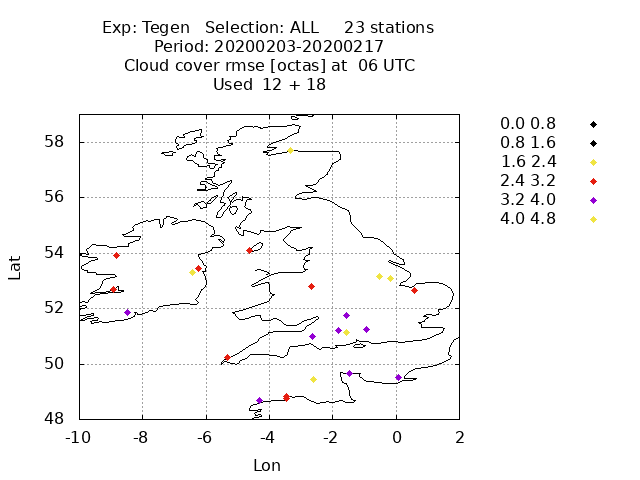 Exp: Tegen Selection: ALL 23 stations
Period: 20200203-20200217
Cloud cover rmse [octas] at 06 UTC
Used 12 + 18
0.0 0.8
0.8 1.6
1.6 2.4
2.4 3.2
3.2 4.0
4.0 4.8
58
56
54
52
50
48
Lat
-10 -8 -6 -4 -2 0 2
Lon